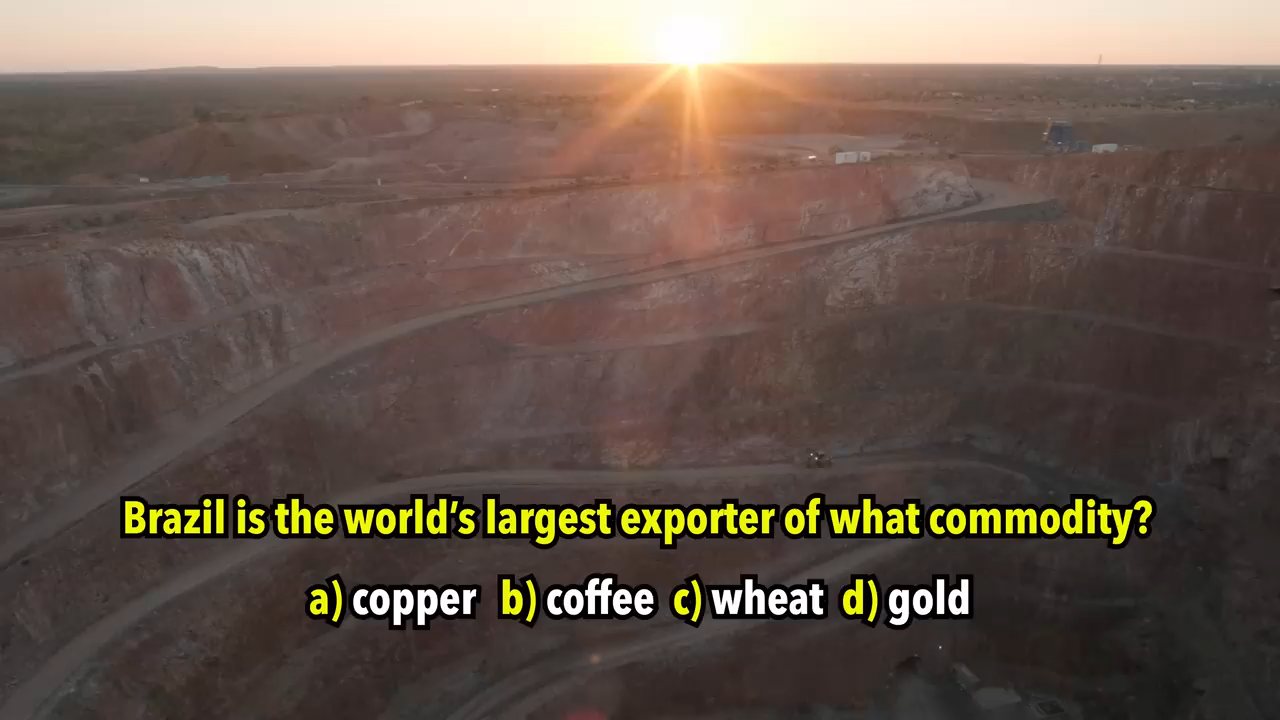 Brazil is the world's largest exporter of what commodity?
a) copper b) coffee c) wheat d) gold